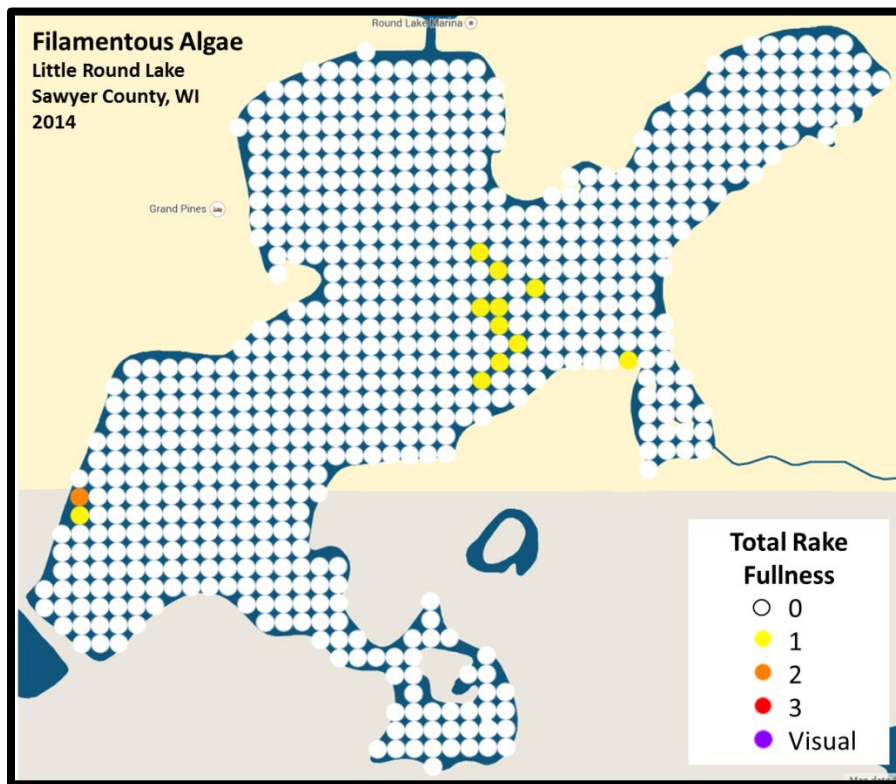 Round Lake Marina
Filamentous Algae
Little Round Lake
Sawyer County, WI
2014
Grand Pines
Total Rake
Fullness
0
1
2
3
Visual